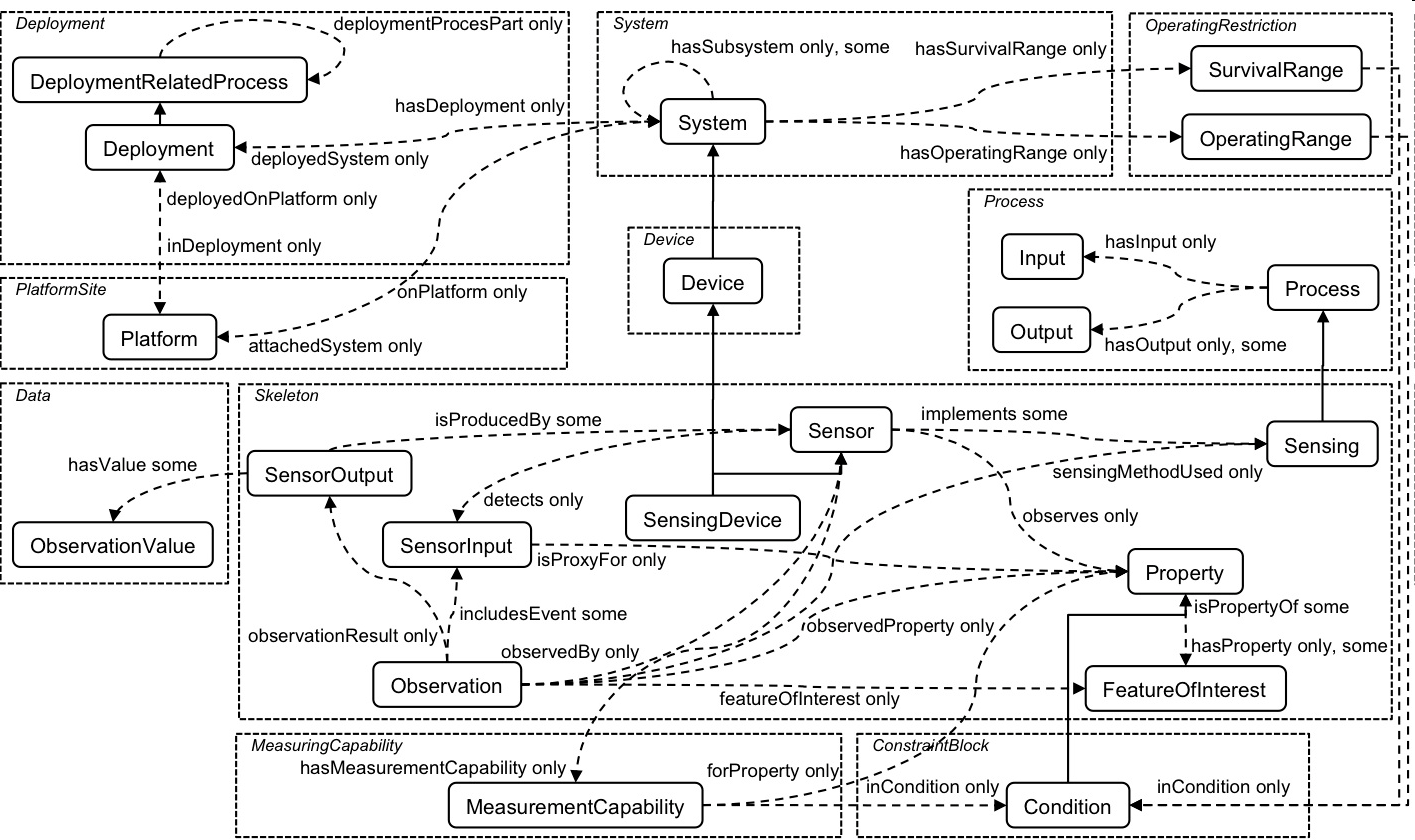 Deployment
deploymentProcesPart only
DeploymentRelatedProcess
hasDeployment only
Deployment
deployedSystem only
deployedOnPlatform only
inDeployment only
System
hasSubsystem only, some
hasSurvivalRange only
System
hasOperatingRange only
OperatingRestriction
SurvivalRange
OperatingRange
PlatformSite
onPlatform only
Platform
attachedSystem only
Device
Device
Process
Input
hasInput only
Process
Output
hasOutput only, some
Data
hasValue some
ObservationValue
Skeleton
isProducedBy some
Sensor
implements some
Sensing
SensorOutput
sensingMethodUsed only
detects only
SensingDevice
observes only
SensorInput
isProxyFor only
Property
includesEvent some
isPropertyOf some
observationResult only
observedProperty only
observedBy only
hasProperty only, some
Observation
featureOfInterest only
FeatureOfInterest
MeasuringCapability
hasMeasurementCapability only
forProperty only
MeasurementCapability
ConstraintBlock
inCondition only
Condition
inCondition only